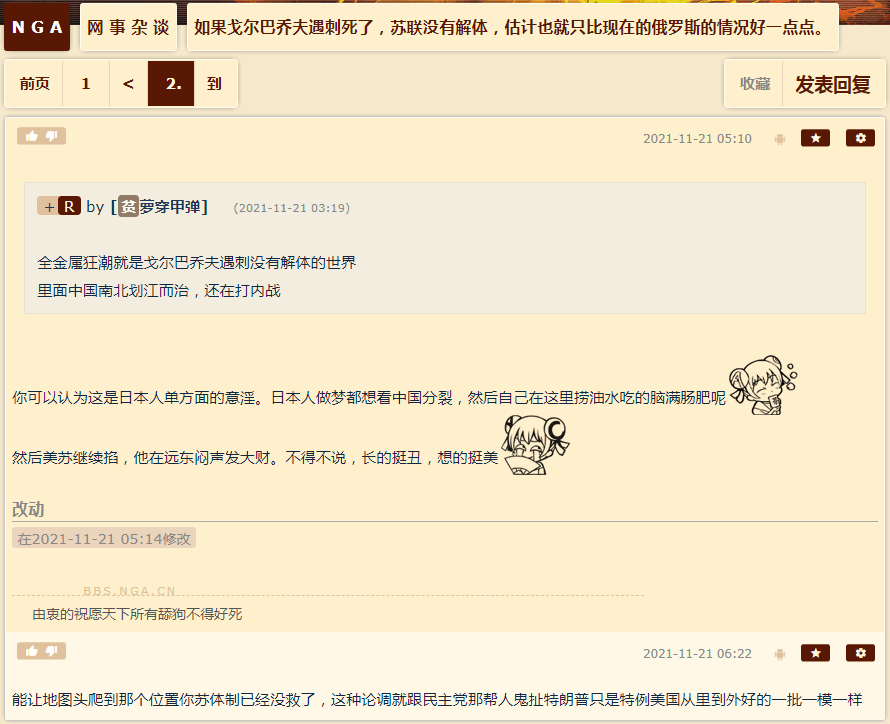 NGA 网事杂谈 如果戈尔巴乔夫遇刺死了，苏联没有解体，估计也就只比现在的俄罗斯的情况好一点点。
前页 1 < 2. 到 收藏 发表回复
2021-11-21 05:10
+ R by [贫萝穿甲弹] (2021-11-21 03:19)
全金属狂潮就是戈尔巴乔夫遇刺没有解体的世界
里面中国南北划江而治，还在打内战
你可以认为这是日本人单方面的意淫。日本人做梦都想看中国分裂，然后自己在这里捞油水吃的脑满肠肥呢
然后美苏继续掐，他在远东闷声发大财。不得不说，长的挺丑，想的挺美
改动
在2021-11-21 05:14修改
BBS.NGA.CN
由衷的祝愿天下所有舔狗不得好死
2021-11-21 06:22
能让地图头爬到那个位置你苏体制已经没救了，这种论调就跟民主党那帮人鬼扯特朗普只是特例美国从里到外好的一批一模一样